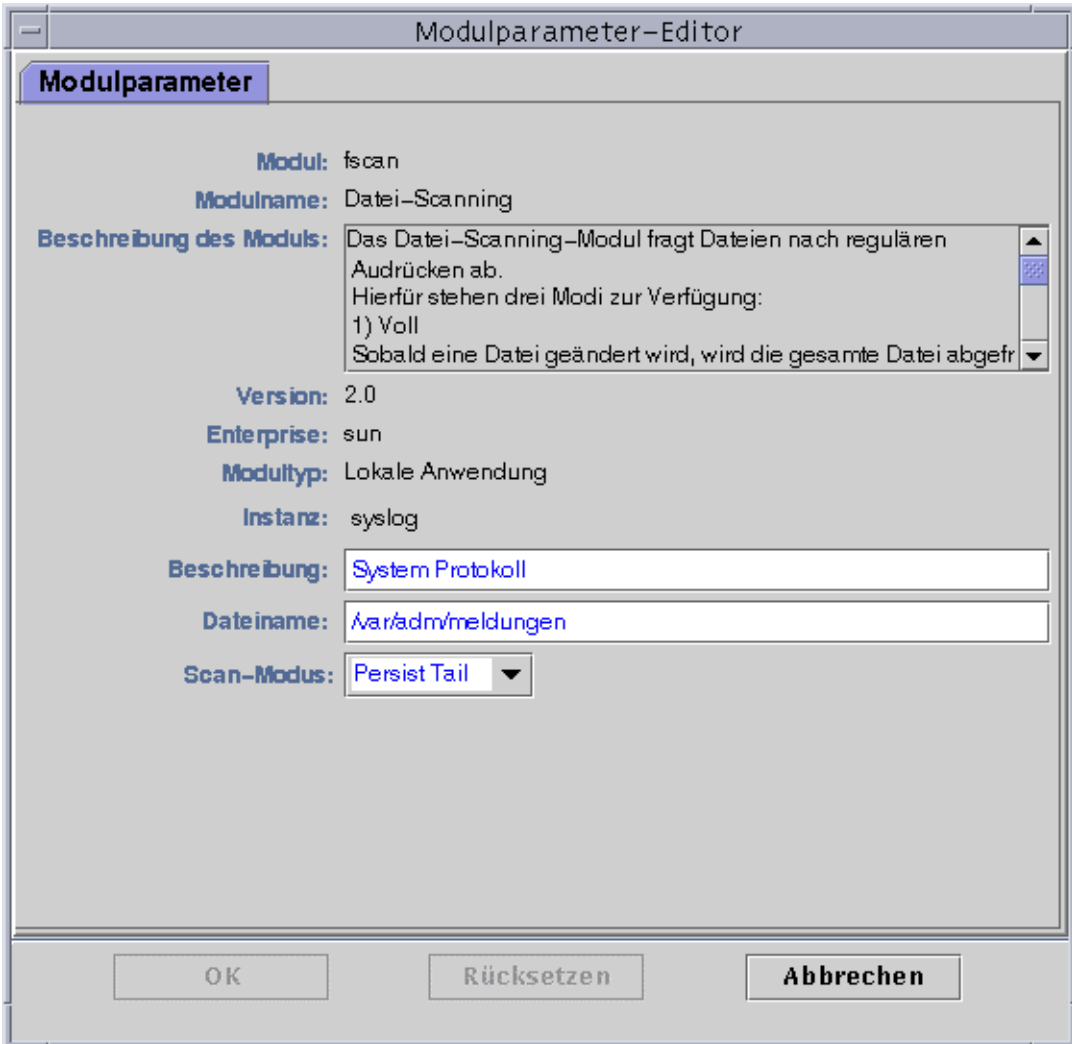 Modulparameter-Editor
Modulparameter
Modul: fscan
Modulname: Datei-Scanning
Beschreibung des Moduls: Das Datei-Scanning-Modul fragt Dateien nach regulären
Audrücken ab.
Hierfür stehen drei Modi zur Verfügung:
1) Voll
Sobald eine Datei geändert wird, wird die gesamte Datei abgefr
Version: 2.0
Enterprise: sun
Modultyp: Lokale Anwendung
Instanz: syslog
Beschreibung: System Protokoll
Dateiname: /var/adm/meldungen
Scan-Modus: Persist Tail
OK Rücksetzen Abbrechen